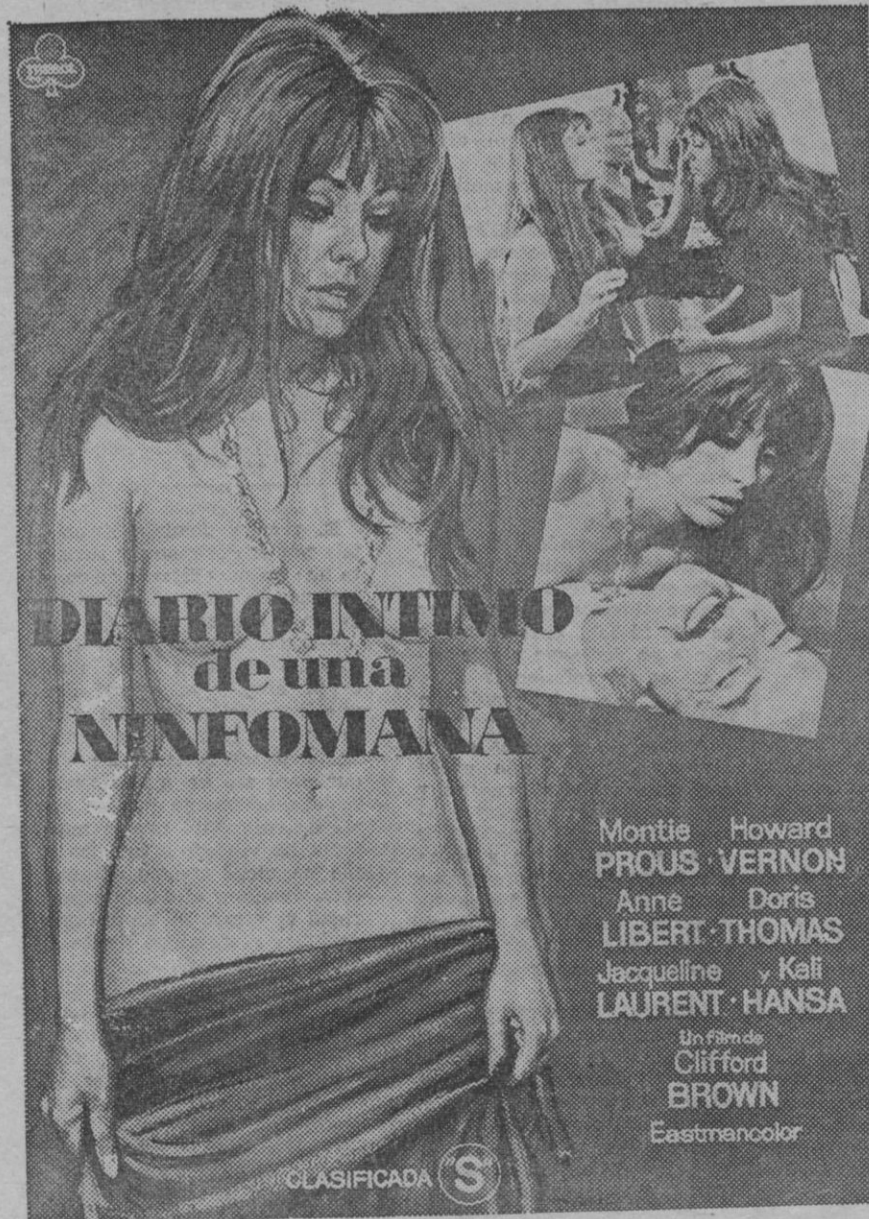 DIARIO INTIMO
de una
NINFOMANA
Montie Howard
PROUS · VERNON
Anne Doris
LIBERT · THOMAS
Jacqueline y Kali
LAURENT · HANSA
Un film de
Clifford
BROWN
Eastmancolor
CLASIFICADA "S"